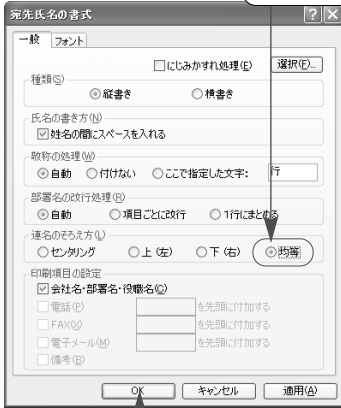 宛先氏名の書式
一般 フォント
にじみかすれ処理(E) 選択(F)...
種類(S)
縦書き 横書き
氏名の書き方(N)
姓名の間にスペースを入れる
敬称の処理(W)
自動 付けない ここで指定した文字: 行
部署名の改行処理(R)
自動 項目ごとに改行 1行にまとめる
連名のそろえ方(L)
センタリング 上(左) 下(右) 均等
印刷項目の設定
会社名・部署名・役職名(C)
電話(P) を先頭に付加する
FAX(X) を先頭に付加する
電子メール(M) を先頭に付加する
備考(B)
OK キャンセル 適用(A)